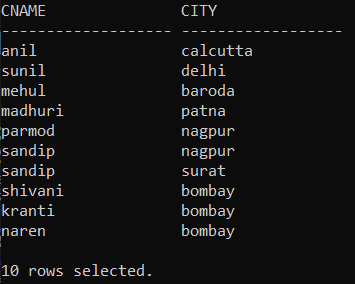 CNAME CITY
------------------- ------------------
anil calcutta
sunil delhi
mehul baroda
madhuri patna
parmod nagpur
sandip nagpur
sandip surat
shivani bombay
kranti bombay
naren bombay
10 rows selected.